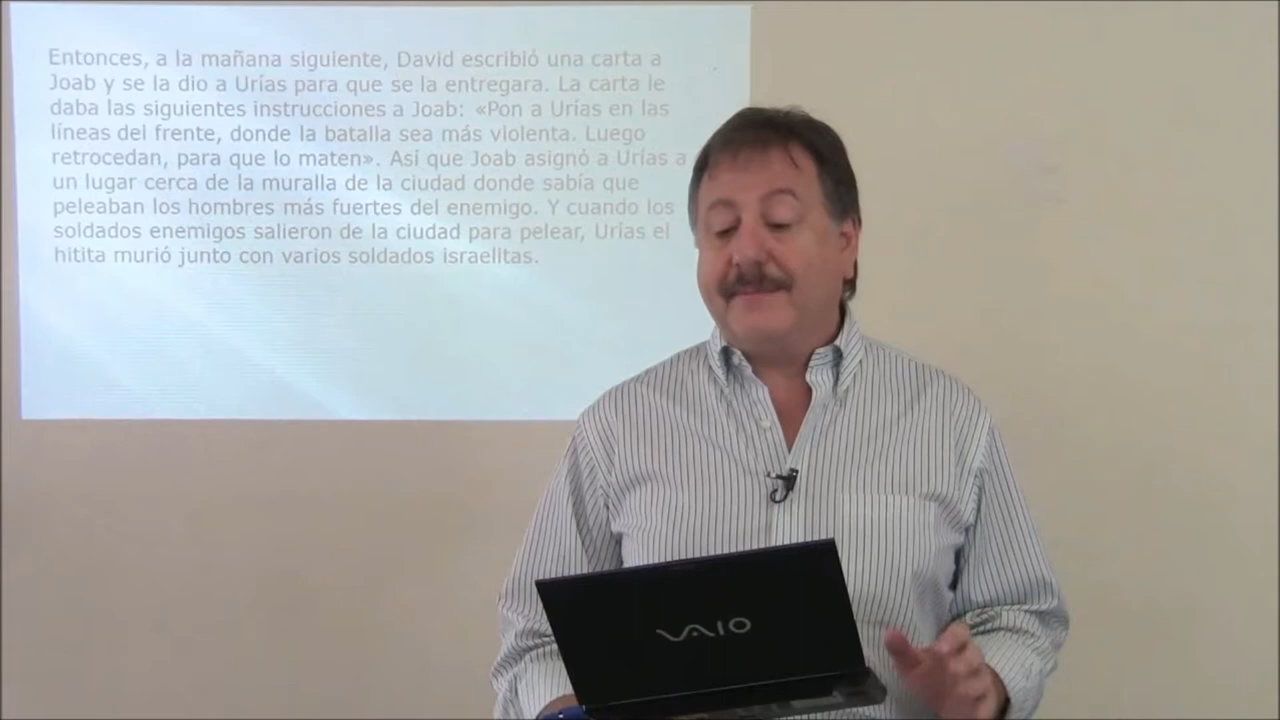 Entonces, a la mañana siguiente, David escribió una carta a
Joab y se la dio a Urías para que se la entregara. La carta le
daba las siguientes instrucciones a Joab: «Pon a Urías en las
líneas del frente, donde la batalla sea más violenta. Luego
retrocedan, para que lo maten». Así que Joab asignó a Urías a
un lugar cerca de la muralla de la ciudad donde sabía que
peleaban los hombres más fuertes del enemigo. Y cuando los
soldados enemigos salieron de la ciudad para pelear, Urías el
hitita murió junto con varios soldados israelitas.
VAIO